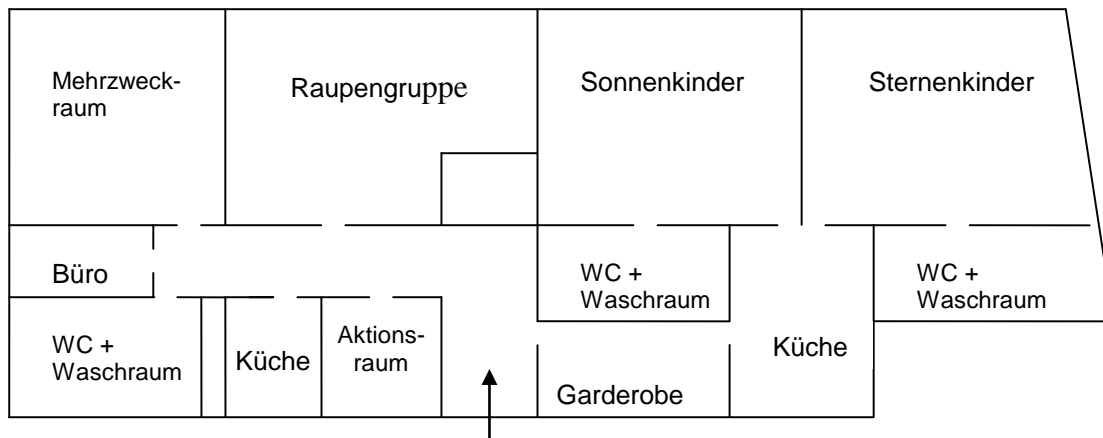 Mehrzweck-
raum
Raupengruppe
Sonnenkinder
Sternenkinder
Büro
WC +
Waschraum
WC +
Waschraum
WC +
Waschraum
Küche
Aktions-
raum
Garderobe
Küche